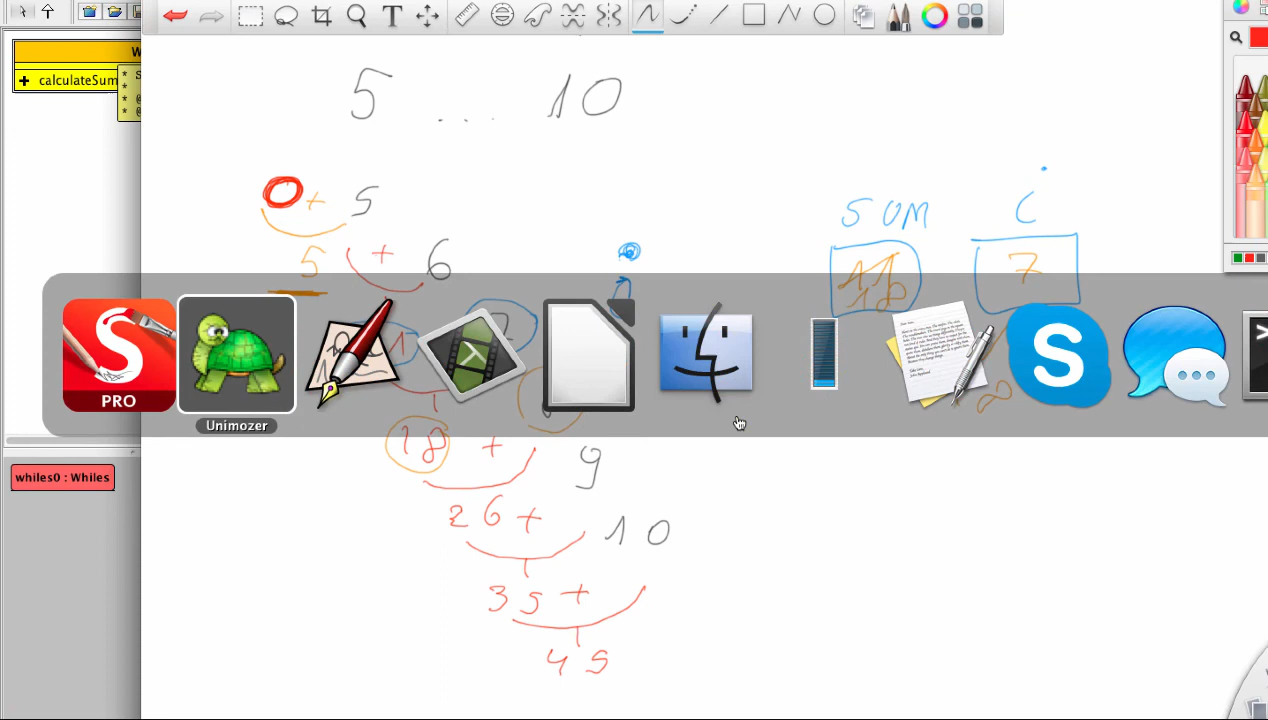 W
+ calculateSum
* S
*
* @
* @
5 ... 10
0 + 5
SUM i
5 + 6
7
PRO
Unimozer
18 + 9
26 + 10
whiles0 : Whiles
35 +
45